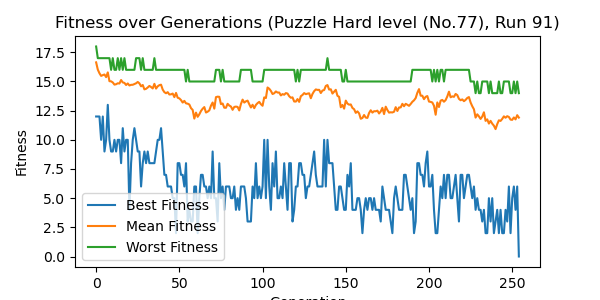 Fitness over Generations (Puzzle Hard level (No.77), Run 91)
Fitness
17.5
15.0
12.5
10.0
7.5
5.0
2.5
0.0
Best Fitness
Mean Fitness
Worst Fitness
0
50
100
150
200
250
Generation